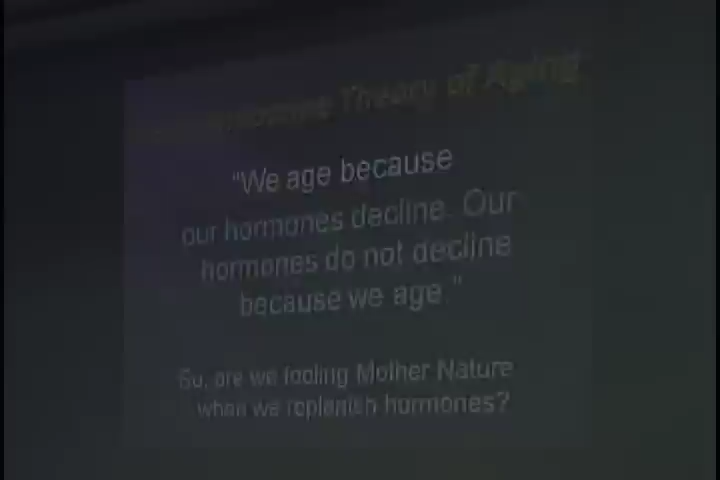 Theory of Aging
"We age because
our hormones decline. Our
hormones do not decline
because we age."
So, are we fooling Mother Nature
when we replenish hormones?